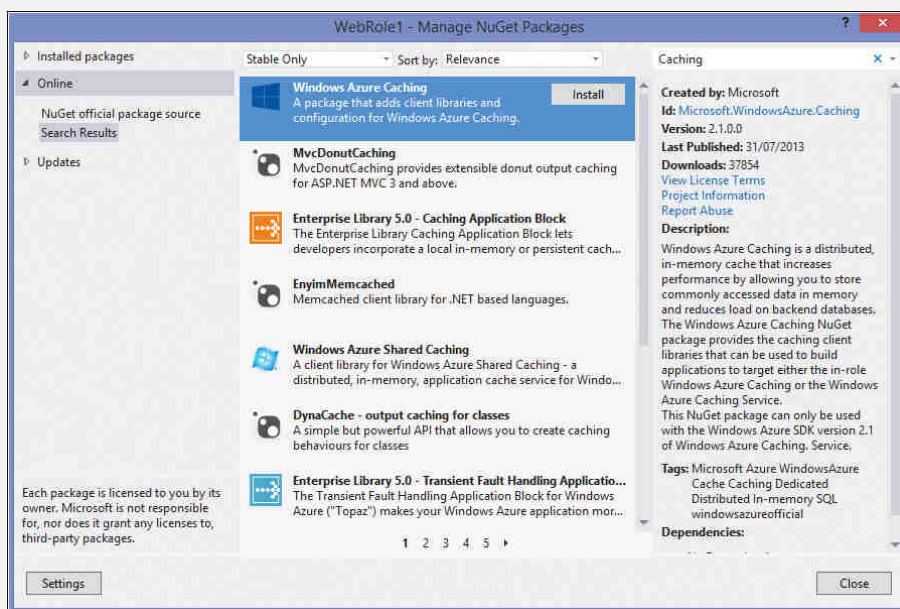 WebRole1 - Manage NuGet Packages
?
Installed packages
Online
NuGet official package source
Search Results
Updates
Each package is licensed to you by its
owner. Microsoft is not responsible
for, nor does it grant any licenses to,
third-party packages.
Settings
Stable Only
Sort by: Relevance
Windows Azure Caching
A package that adds client libraries and
configuration for Windows Azure Caching.
Install
MvcDonutCaching
MvcDonutCaching provides extensible donut output caching
for ASP.NET MVC 3 and above.
Enterprise Library 5.0 - Caching Application Block
The Enterprise Library Caching Application Block lets
developers incorporate a local in-memory or persistent cach...
EnyimMemcached
Memcached client library for .NET based languages.
Windows Azure Shared Caching
A client library for Windows Azure Shared Caching - a
distributed, in-memory, application cache service for Windo...
DynaCache - output caching for classes
A simple but powerful API that allows you to create caching
behaviours for classes
Enterprise Library 5.0 - Transient Fault Handling Applicatio...
The Transient Fault Handling Application Block for Windows
Azure ("Topaz") makes your Windows Azure application mor...
1 2 3 4 5
Caching
Created by: Microsoft
Id: Microsoft.WindowsAzure.Caching
Version: 2.1.0.0
Last Published: 31/07/2013
Downloads: 37854
View License Terms
Project Information
Report Abuse
Description:
Windows Azure Caching is a distributed,
in-memory cache that increases
performance by allowing you to store
commonly accessed data in memory
and reduces load on backend databases.
The Windows Azure Caching NuGet
package provides the caching client
libraries that can be used to build
applications to target either the in-role
Windows Azure Caching or the Windows
Azure Caching Service.
This NuGet package can only be used
with the Windows Azure SDK version 2.1
of Windows Azure Caching. Service.
Tags: Microsoft Azure WindowsAzure
Cache Caching Dedicated
Distributed In-memory SQL
windowsazureofficial
Dependencies:
Close